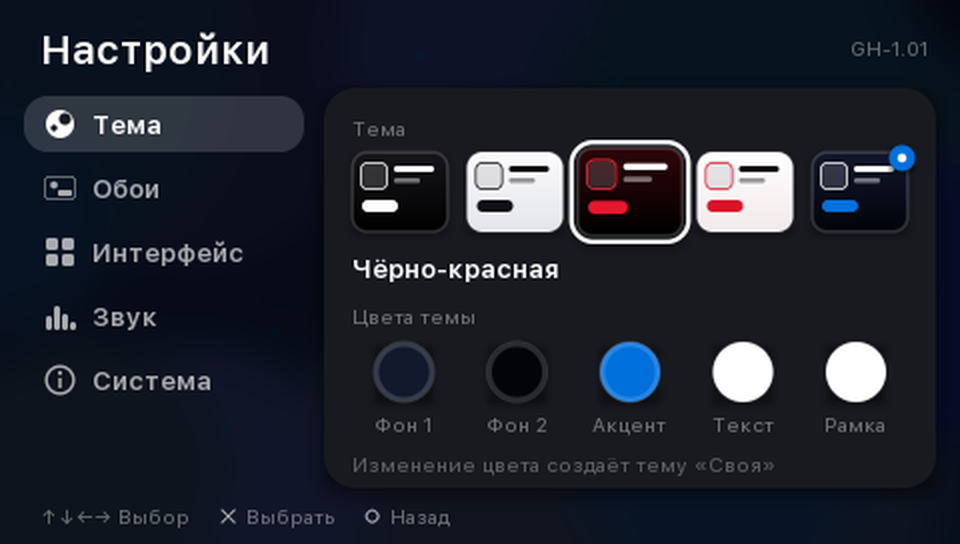 Настройки
GH-1.01
Тема
Обои
Интерфейс
Звук
Система
Тема
Чёрно-красная
Цвета темы
Фон 1 Фон 2 Акцент Текст Рамка
Изменение цвета создаёт тему «Своя»
↑↓←→ Выбор ✕ Выбрать ○ Назад